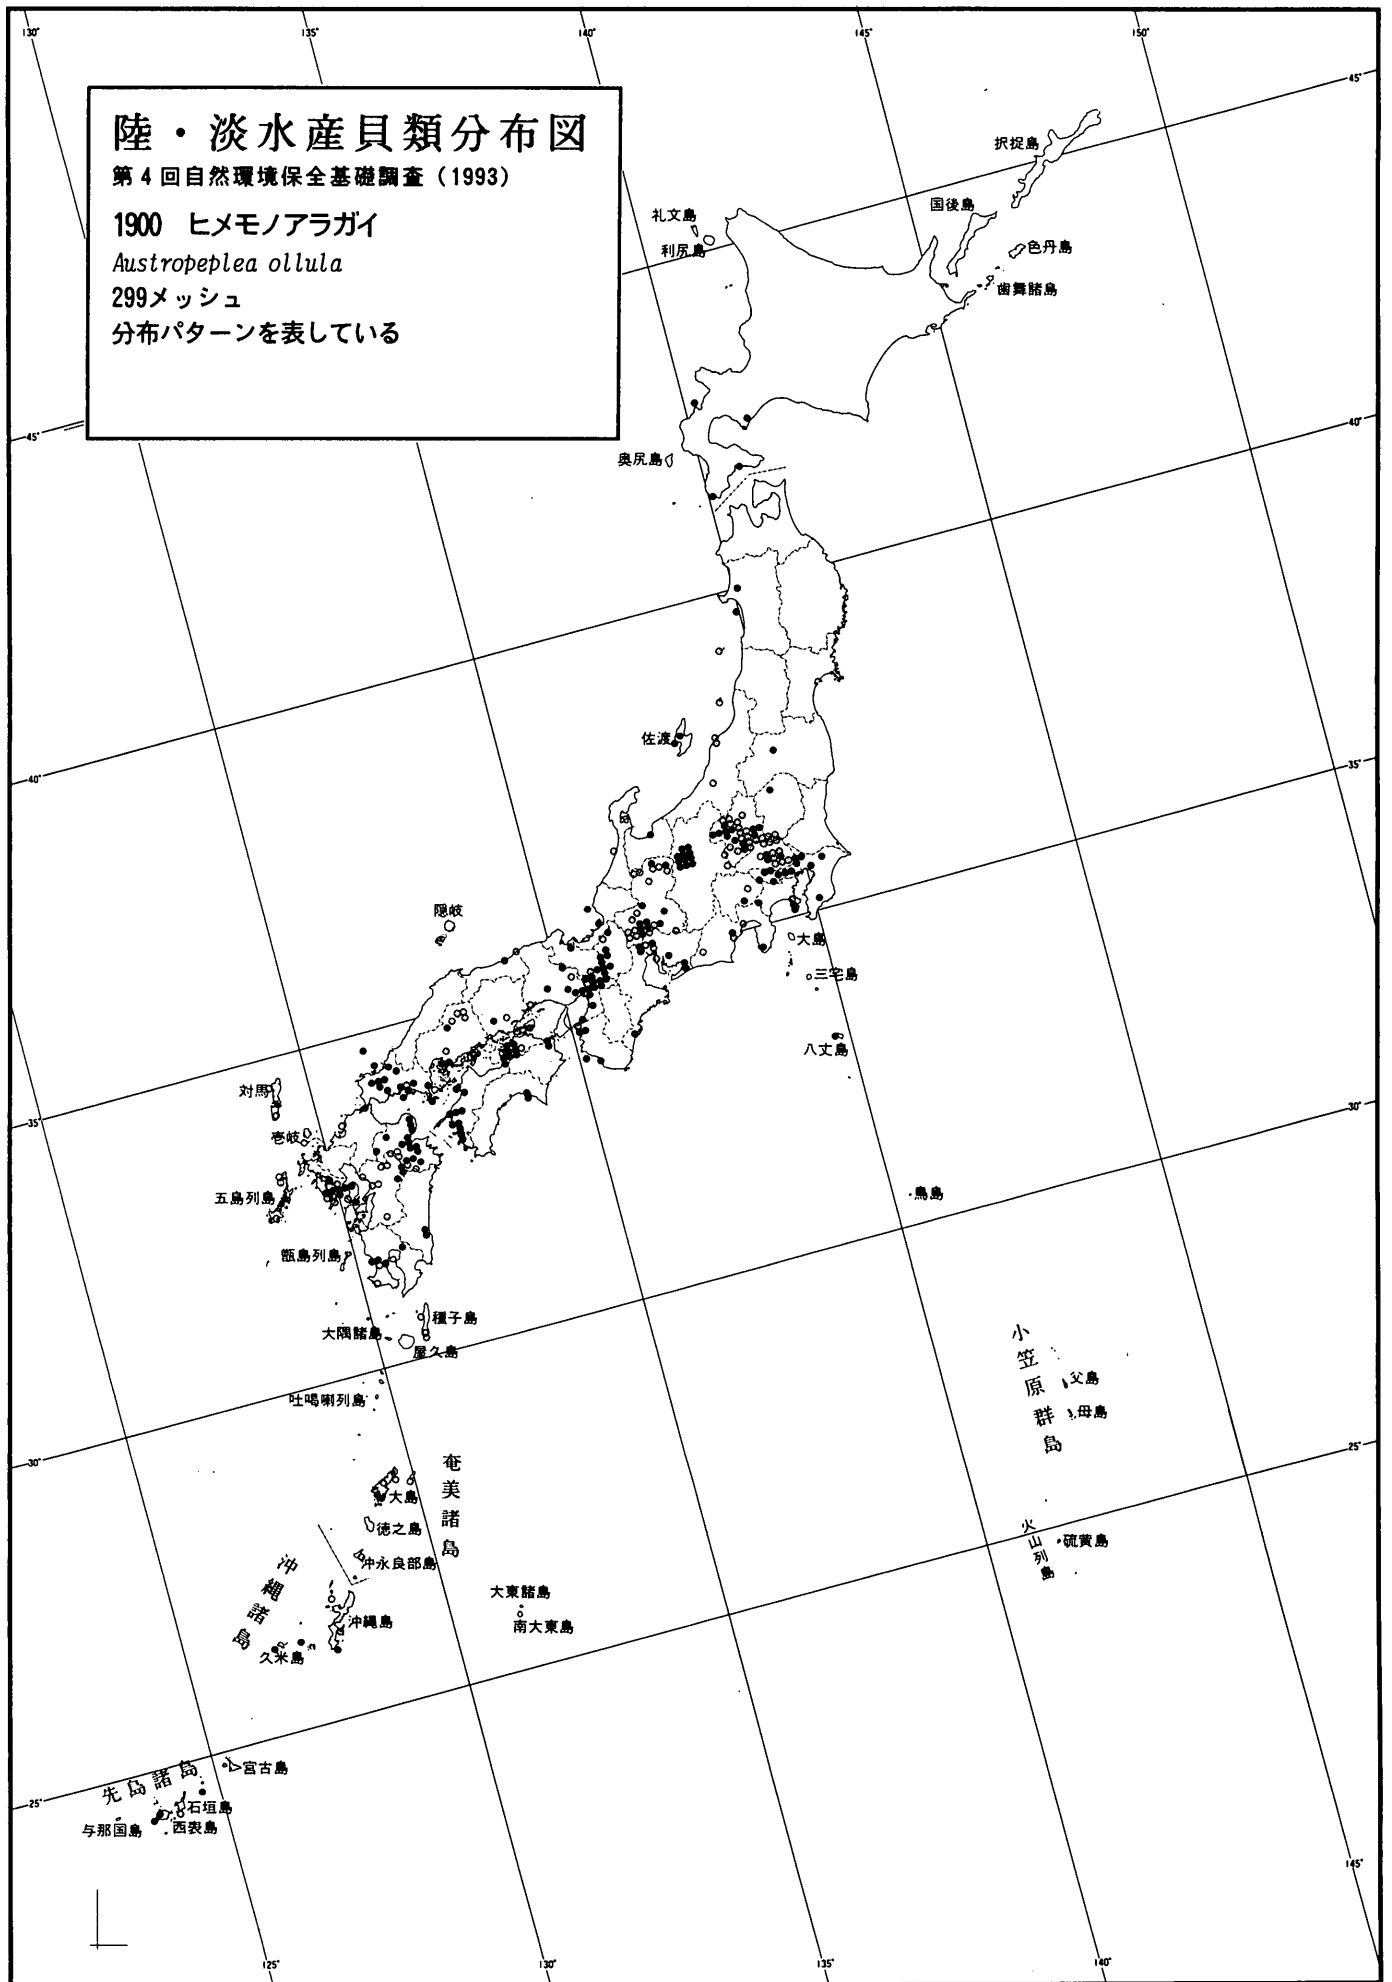 130°
135°
140°
145°
150°
陸・淡水産貝類分布図
第4回自然環境保全基礎調査(1993)
1900 ヒメモノアラガイ
Austropeplea ollula
299メッシュ
分布パターンを表している
45°
択捉島
国後島
礼文島
利尻島
色丹島
歯舞諸島
45°
40°
奥尻島
佐渡
40°
35°
隠岐
大島
三宅島
八丈島
対馬
35°
壱岐
30°
五島列島
鳥島
甑島列島
種子島
大隅諸島
屋久島
小笠原群島
父島
吐喝喇列島
母島
30°
25°
奄美諸島
大島
徳之島
火山列島
硫黄島
沖永良部島
沖縄諸島
大東諸島
南大東島
沖縄島
久米島
宮古島
先島諸島
25°
石垣島
与那国島
西表島
145°
125°
130°
135°
140°